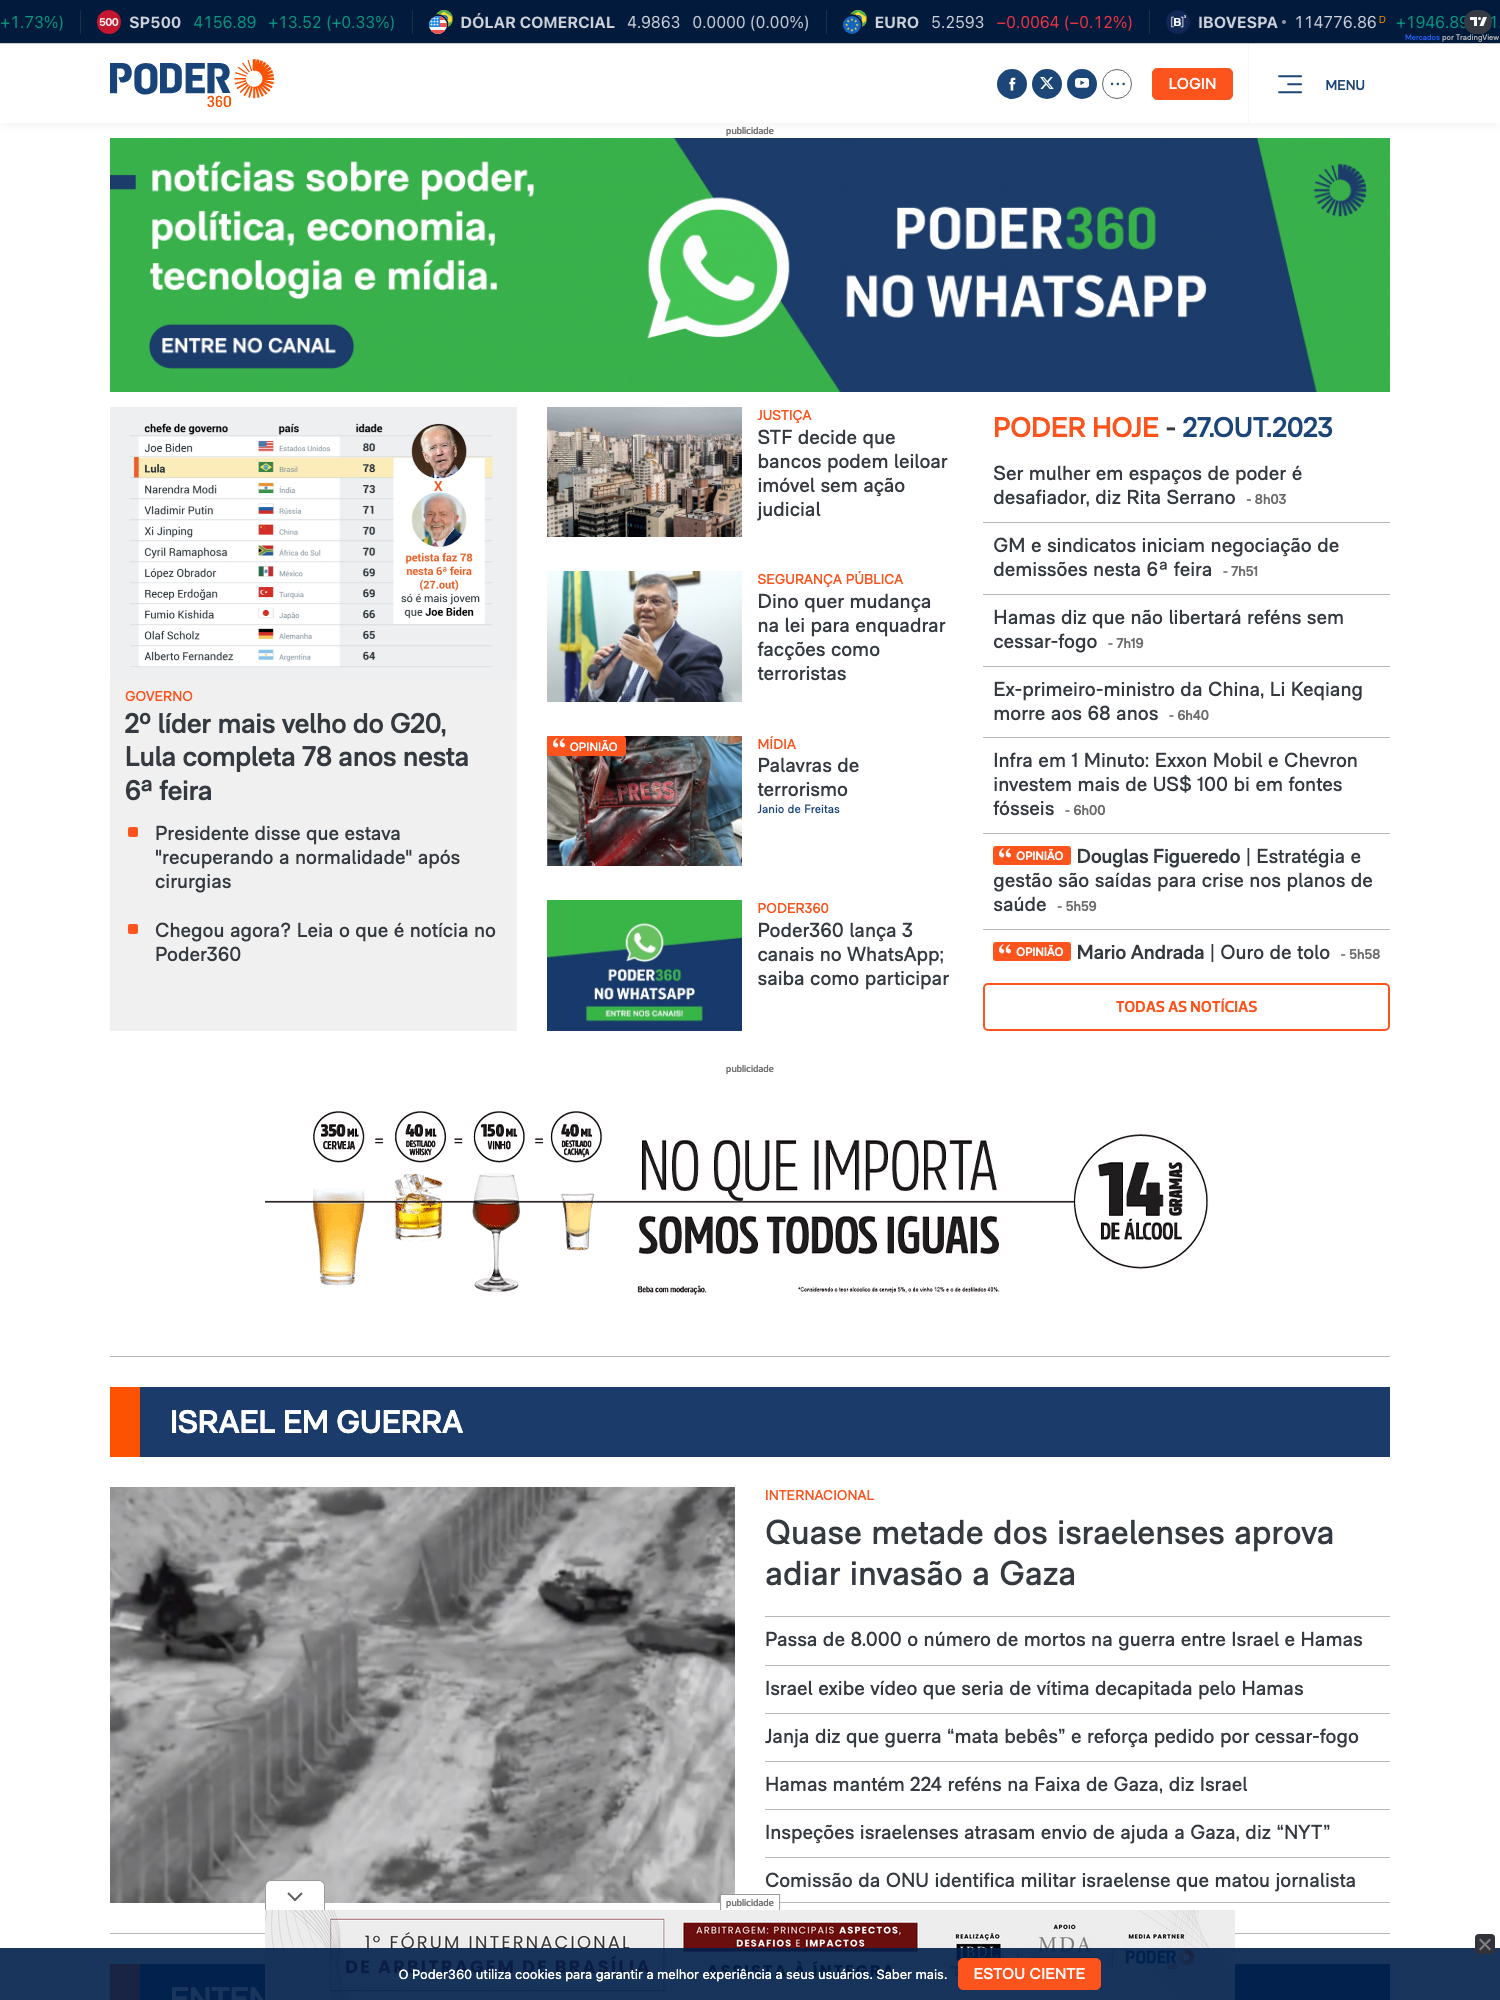 +1.73%)
500 SP500 4156.89 +13.52 (+0.33%)
DÓLAR COMERCIAL 4.9863 0.0000 (0.00%)
EURO 5.2593 −0.0064 (−0.12%)
IBOVESPA 114776.86 D
Mercados por TradingView
PODER
360
LOGIN
MENU
publicidade
notícias sobre poder,
política, economia,
tecnologia e mídia.
ENTRE NO CANAL
PODER360
NO WHATSAPP
chefe de governo país idade
Joe Biden Estados Unidos 80
Lula Brasil 78
Narendra Modi Índia 73
Vladimir Putin Rússia 71
Xi Jinping China 70
Cyril Ramaphosa África do Sul 70
López Obrador México 69
Recep Erdoğan Turquia 69
Fumio Kishida Japão 66
Olaf Scholz Alemanha 65
Alberto Fernandez Argentina 64
X
petista faz 78
nesta 6ª feira
(27.out)
só é mais jovem
que Joe Biden
GOVERNO
2º líder mais velho do G20,
Lula completa 78 anos nesta
6ª feira
Presidente disse que estava
"recuperando a normalidade" após
cirurgias
Chegou agora? Leia o que é notícia no
Poder360
JUSTIÇA
STF decide que
bancos podem leiloar
imóvel sem ação
judicial
SEGURANÇA PÚBLICA
Dino quer mudança
na lei para enquadrar
facções como
terroristas
OPINIÃO
PRESS
MÍDIA
Palavras de
terrorismo
Janio de Freitas
PODER360
NO WHATSAPP
ENTRE NOS CANAIS!
PODER360
Poder360 lança 3
canais no WhatsApp;
saiba como participar
PODER HOJE - 27.OUT.2023
Ser mulher em espaços de poder é
desafiador, diz Rita Serrano - 8h03
GM e sindicatos iniciam negociação de
demissões nesta 6ª feira - 7h51
Hamas diz que não libertará reféns sem
cessar-fogo - 7h19
Ex-primeiro-ministro da China, Li Keqiang
morre aos 68 anos - 6h40
Infra em 1 Minuto: Exxon Mobil e Chevron
investem mais de US$ 100 bi em fontes
fósseis - 6h00
OPINIÃO Douglas Figueredo | Estratégia e
gestão são saídas para crise nos planos de
saúde - 5h59
OPINIÃO Mario Andrada | Ouro de tolo - 5h58
TODAS AS NOTÍCIAS
publicidade
350 ML
CERVEJA
=
40 ML
DESTILADO
WHISKY
=
150 ML
VINHO
=
40 ML
DESTILADO
CACHAÇA
NO QUE IMPORTA
SOMOS TODOS IGUAIS
Beba com moderação.
*Considerando o teor alcoólico da cerveja 5%, o do vinho 12% e o de destilados 40%.
14 GRAMAS
DE ÁLCOOL
ISRAEL EM GUERRA
INTERNACIONAL
Quase metade dos israelenses aprova
adiar invasão a Gaza
Passa de 8.000 o número de mortos na guerra entre Israel e Hamas
Israel exibe vídeo que seria de vítima decapitada pelo Hamas
Janja diz que guerra “mata bebês” e reforça pedido por cessar-fogo
Hamas mantém 224 reféns na Faixa de Gaza, diz Israel
Inspeções israelenses atrasam envio de ajuda a Gaza, diz “NYT”
Comissão da ONU identifica militar israelense que matou jornalista
publicidade
1º FÓRUM INTERNACIONAL
DE ARBITRAGEM DE BRASÍLIA
ARBITRAGEM: PRINCIPAIS ASPECTOS,
DESAFIOS E IMPACTOS
ASSISTA À ÍNTEGRA
REALIZAÇÃO
APOIO
MDA
MEDIA PARTNER
PODER
ENTEN
O Poder360 utiliza cookies para garantir a melhor experiência a seus usuários. Saber mais.
ESTOU CIENTE